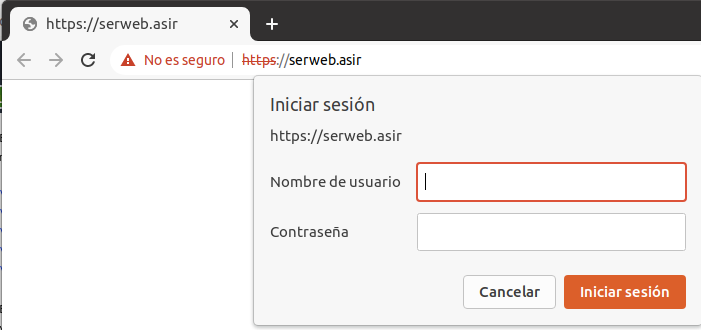 https://serweb.asir
No es seguro https://serweb.asir
Iniciar sesión
https://serweb.asir
Nombre de usuario
Contraseña
Cancelar Iniciar sesión